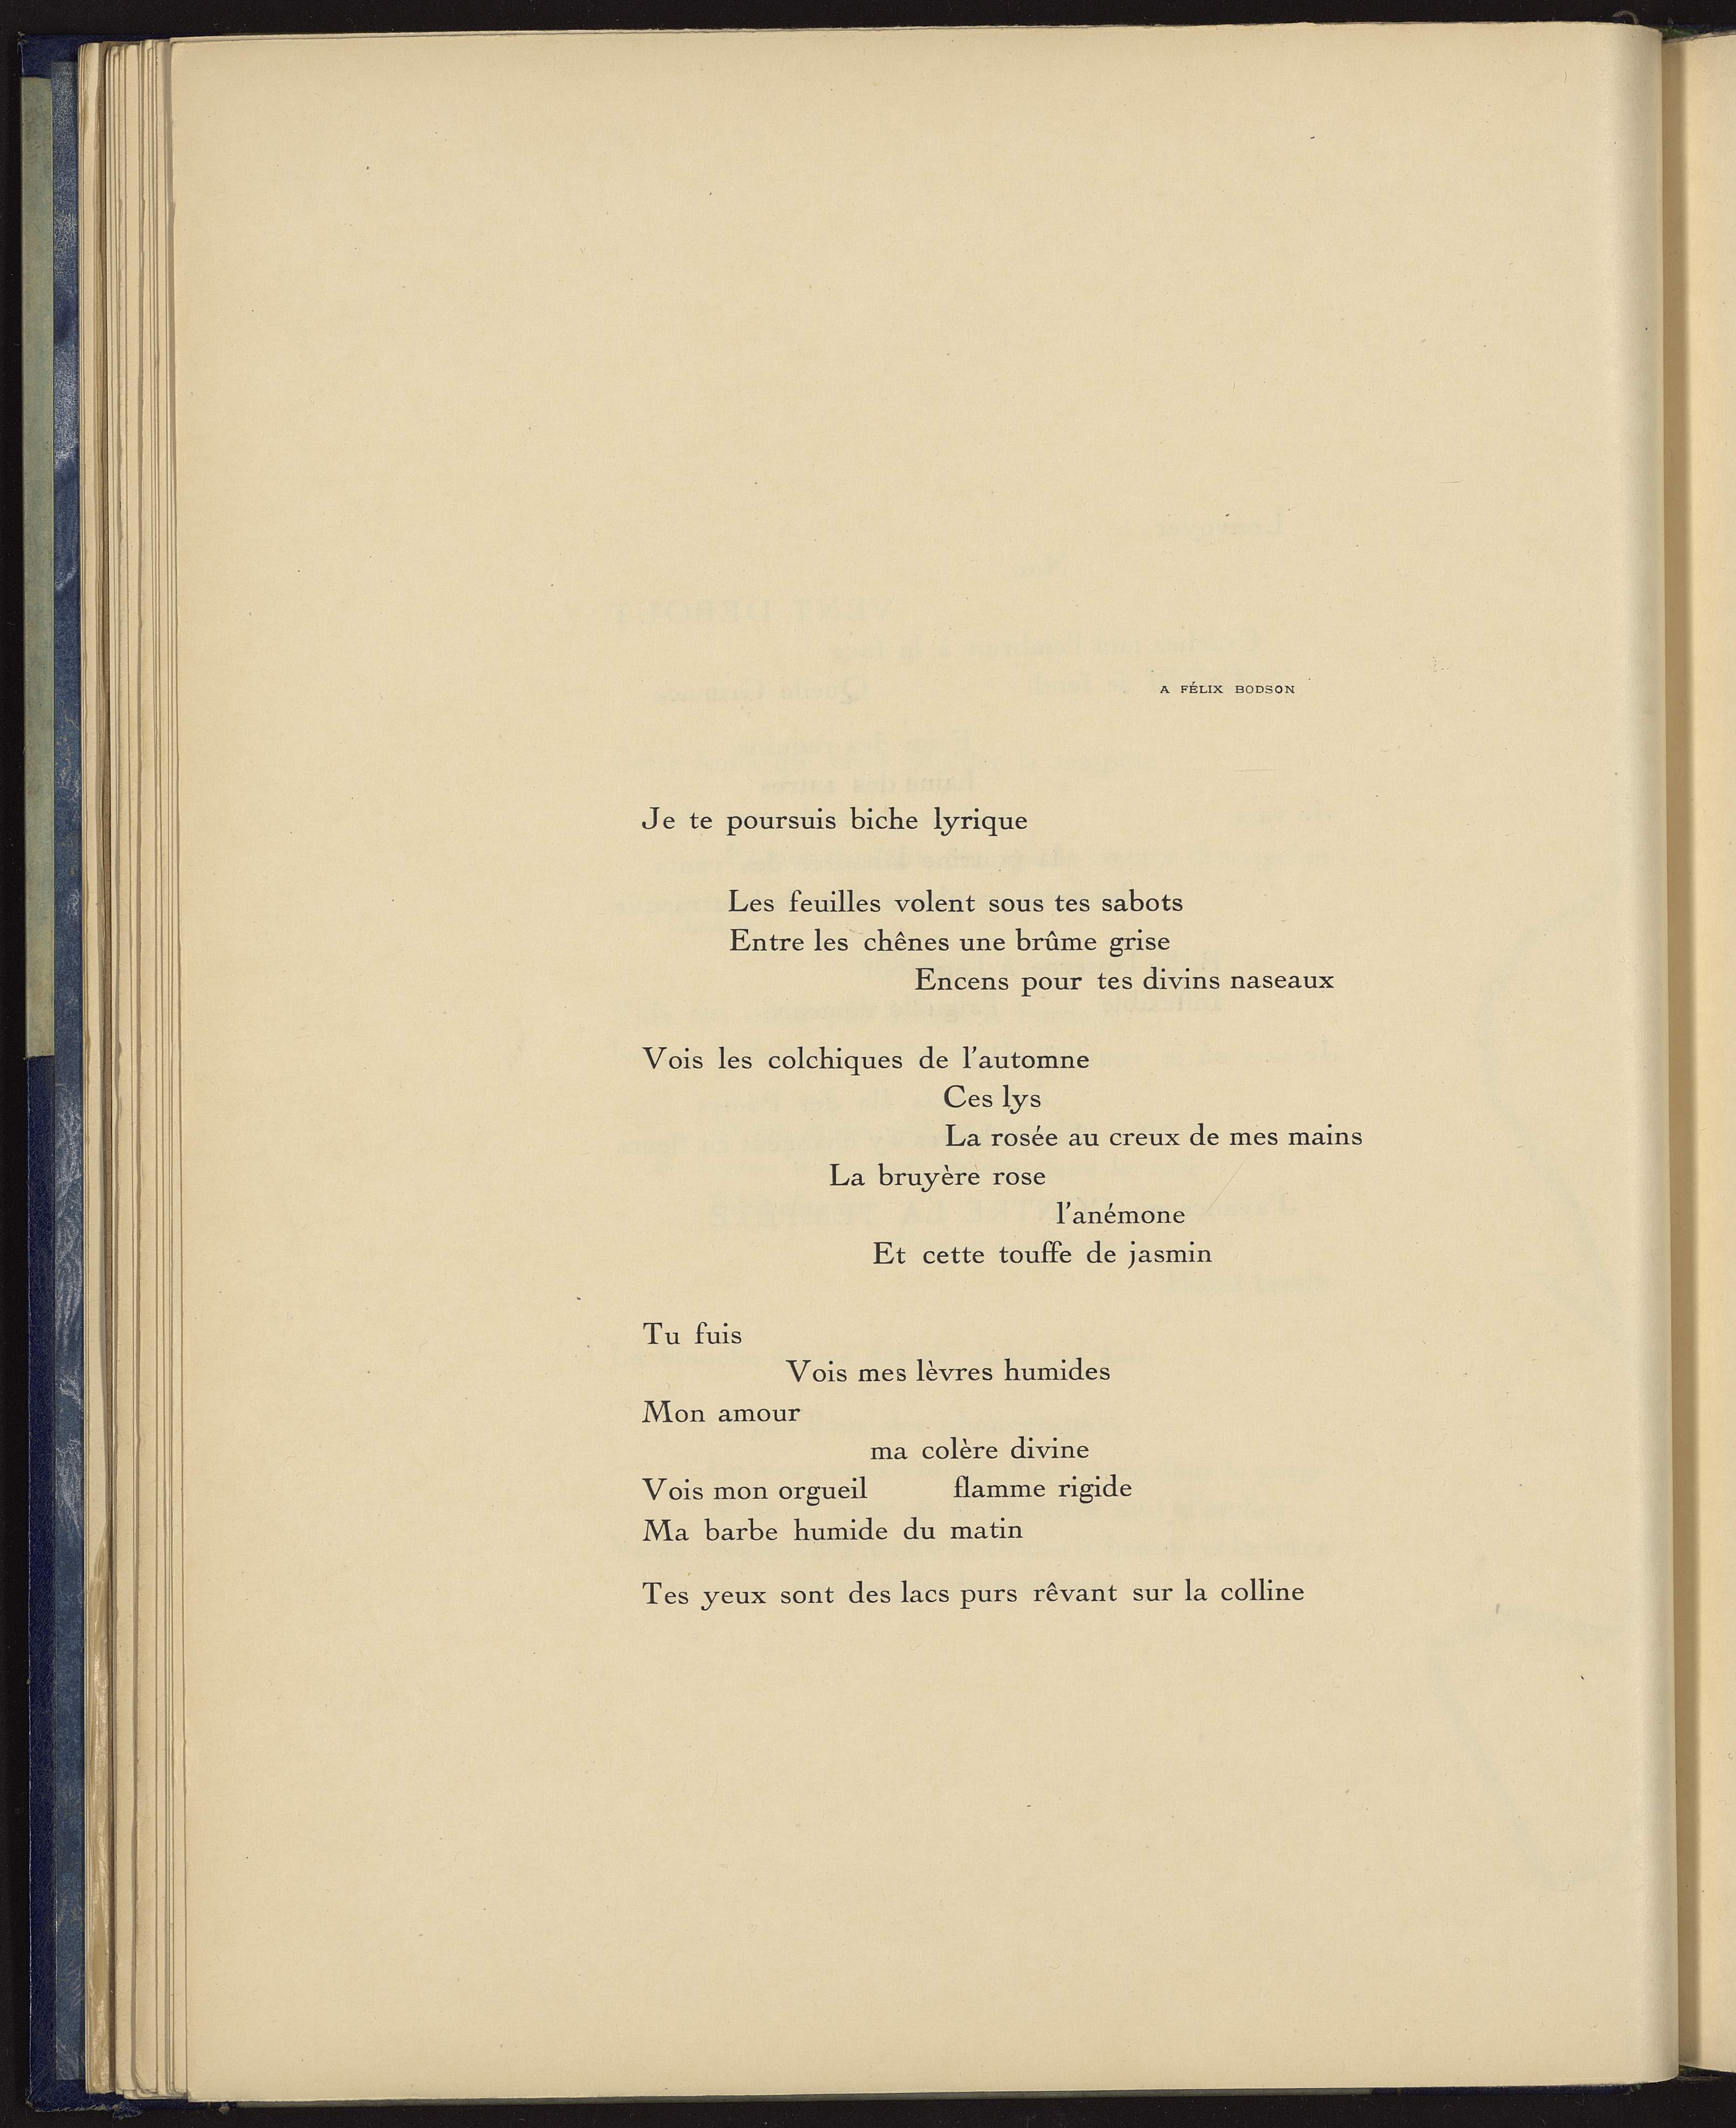 A FÉLIX BODSON
Je te poursuis biche lyrique
Les feuilles volent sous tes sabots
Entre les chênes une brûme grise
Encens pour tes divins naseaux
Vois les colchiques de l'automne
Ces lys
La rosée au creux de mes mains
La bruyère rose
l'anémone
Et cette touffe de jasmin
Tu fuis
Vois mes lèvres humides
Mon amour
ma colère divine
Vois mon orgueil flamme rigide
Ma barbe humide du matin
Tes yeux sont des lacs purs rêvant sur la colline